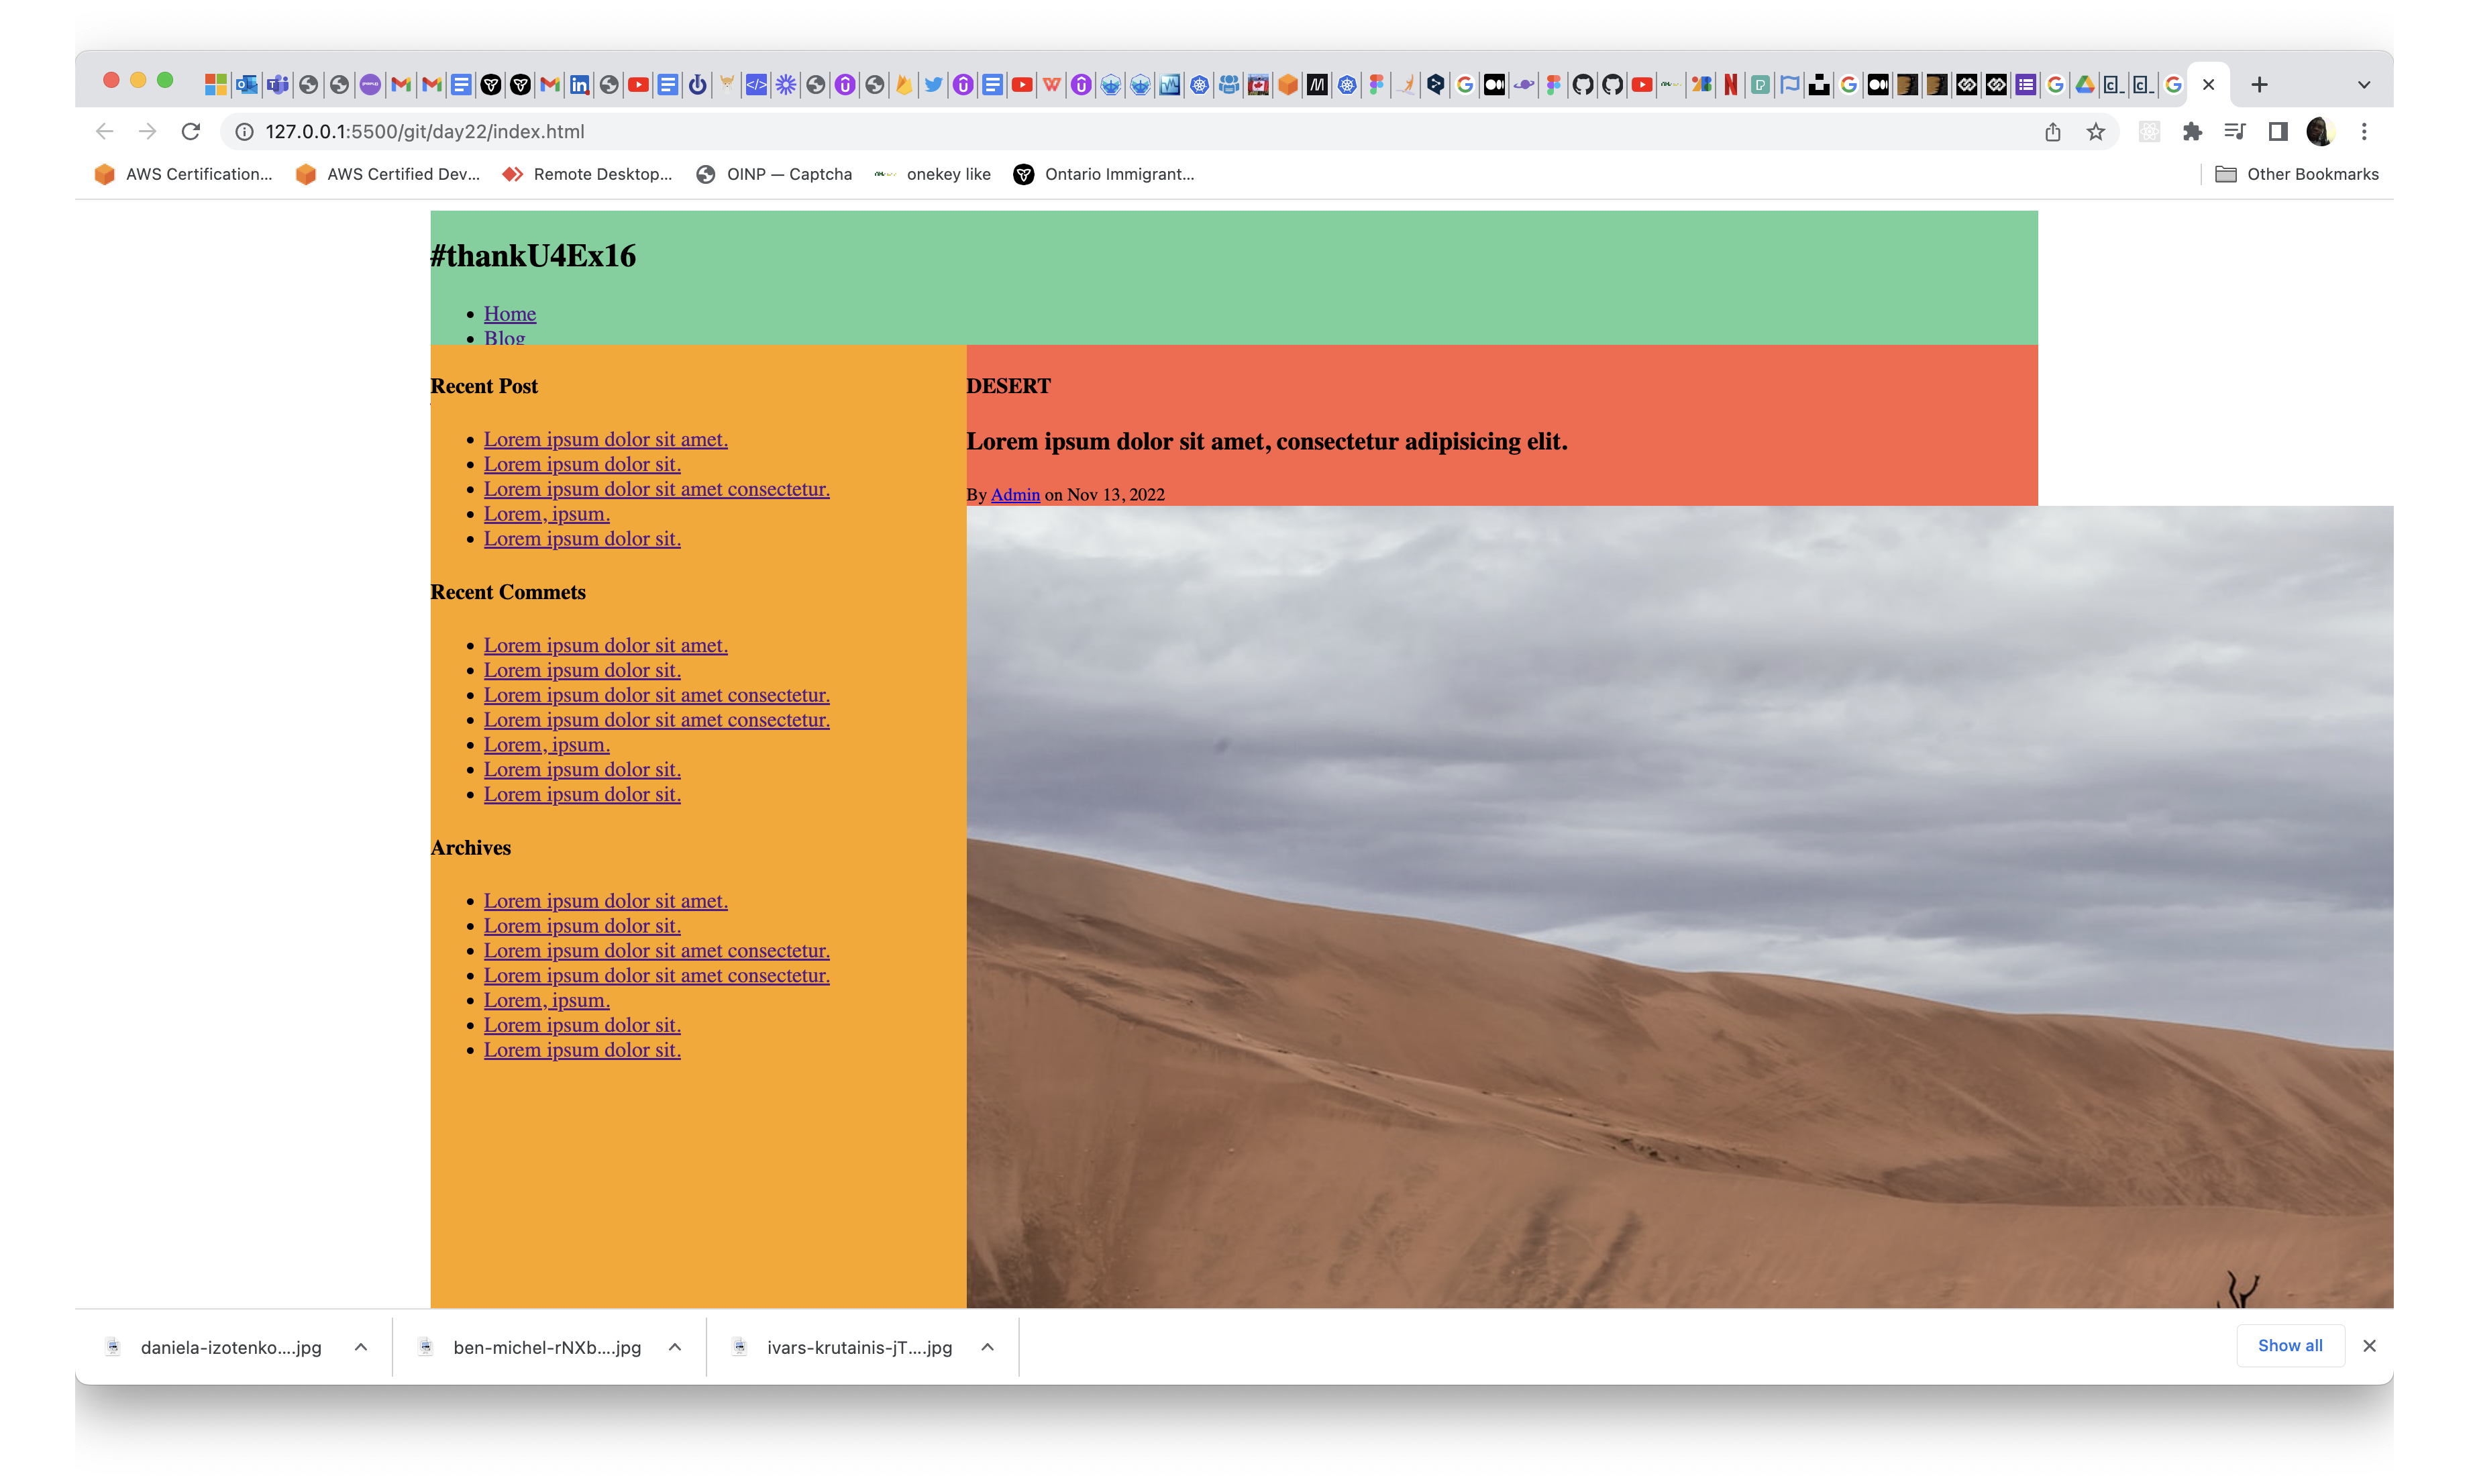 127.0.0.1:5500/git/day22/index.html
AWS Certification... AWS Certified Dev... Remote Desktop... OINP — Captcha onekey like Ontario Immigrant... Other Bookmarks
#thankU4Ex16
Home
Blog
Recent Post
Lorem ipsum dolor sit amet.
Lorem ipsum dolor sit.
Lorem ipsum dolor sit amet consectetur.
Lorem, ipsum.
Lorem ipsum dolor sit.
Recent Commets
Lorem ipsum dolor sit amet.
Lorem ipsum dolor sit.
Lorem ipsum dolor sit amet consectetur.
Lorem ipsum dolor sit amet consectetur.
Lorem, ipsum.
Lorem ipsum dolor sit.
Lorem ipsum dolor sit.
Archives
Lorem ipsum dolor sit amet.
Lorem ipsum dolor sit.
Lorem ipsum dolor sit amet consectetur.
Lorem ipsum dolor sit amet consectetur.
Lorem, ipsum.
Lorem ipsum dolor sit.
Lorem ipsum dolor sit.
DESERT
Lorem ipsum dolor sit amet, consectetur adipisicing elit.
By Admin on Nov 13, 2022
daniela-izotenko....jpg ben-michel-rNXb....jpg ivars-krutainis-jT....jpg Show all